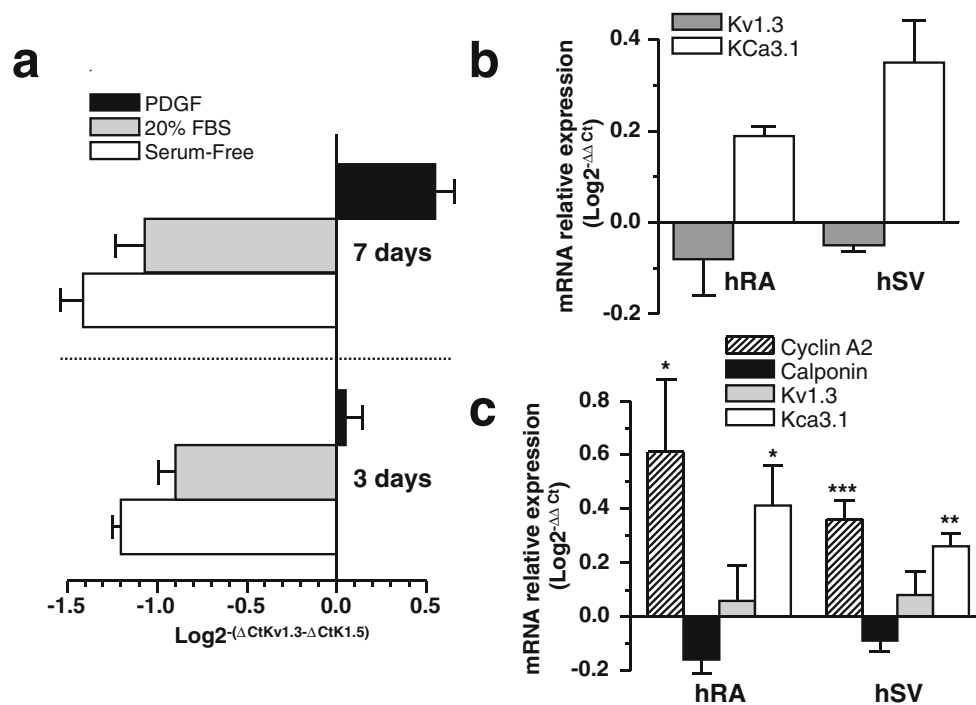 a
PDGF
20% FBS
Serum-Free
7 days
3 days
-1.5 -1.0 -0.5 0.0 0.5
Log2-(ΔCtKv1.3-ΔCtK1.5)
b
Kv1.3
KCa3.1
mRNA relative expression
(Log2-ΔΔCt)
0.4
0.2
0.0
-0.2
hRA hSV
c
Cyclin A2
Calponin
Kv1.3
Kca3.1
mRNA relative expression
(Log2-ΔΔCt)
0.8
0.6
0.4
0.2
0.0
-0.2
* * *** **
hRA hSV